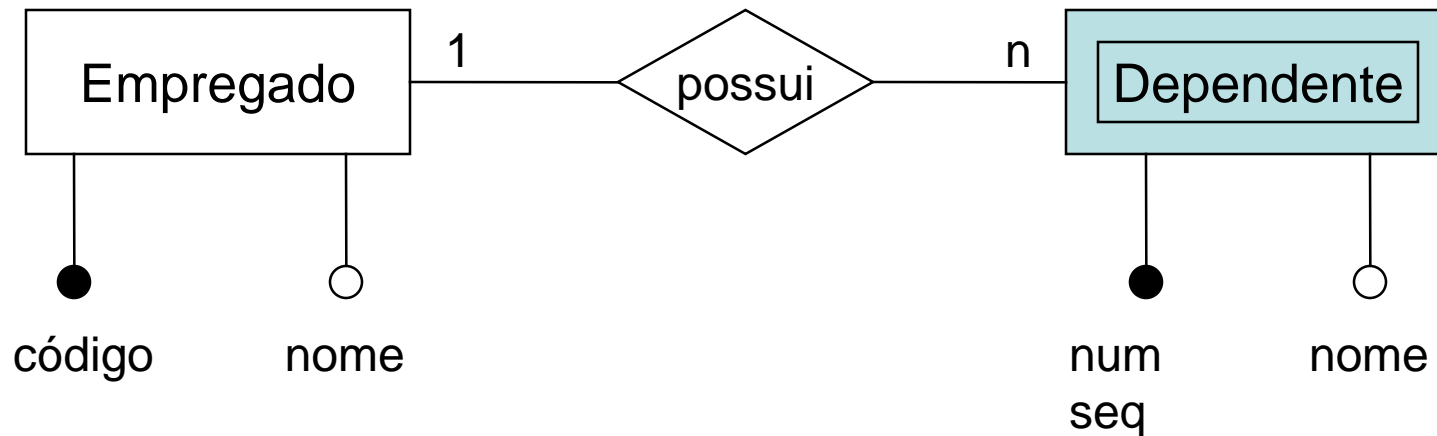 Empregado
1
possui
n
Dependente
código
nome
num
seq
nome